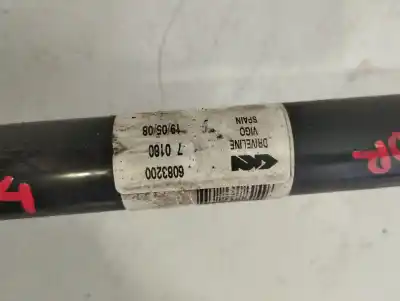 GKN
DRIVELINE
VIGO
SPAIN
6083200
7 0180
19/05/08